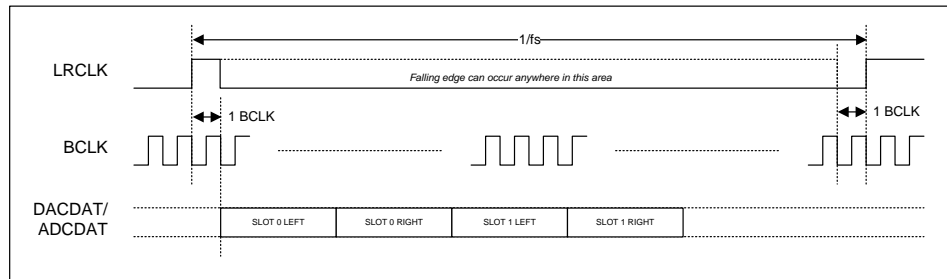 1/fs
LRCLK
Falling edge can occur anywhere in this area
1 BCLK
1 BCLK
BCLK
DACDAT/
ADCDAT
SLOT 0 LEFT
SLOT 0 RIGHT
SLOT 1 LEFT
SLOT 1 RIGHT